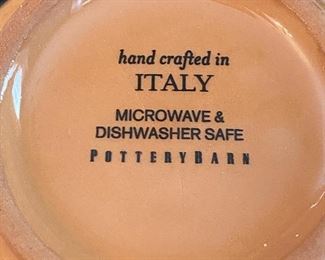 hand crafted in
ITALY
MICROWAVE &
DISHWASHER SAFE
POTTERYBARN